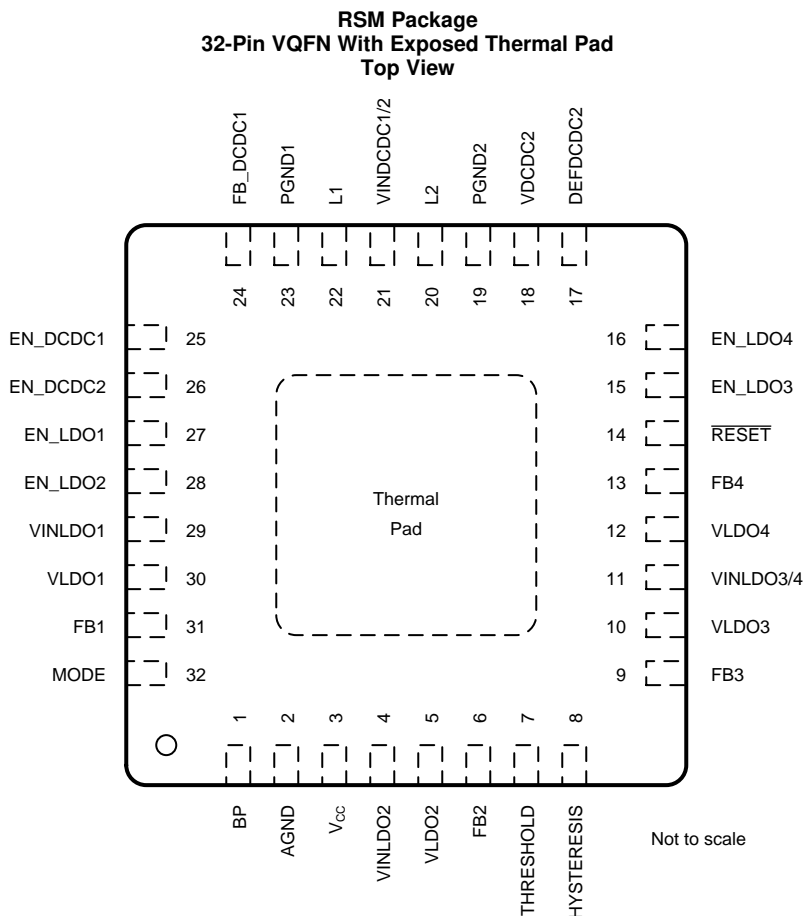 RSM Package
32-Pin VQFN With Exposed Thermal Pad
Top View
FB_DCDC1
PGND1
L1
VINDCDC1/2
L2
PGND2
VDCDC2
DEFDCDC2
24
23
22
21
20
19
18
17
EN_DCDC1 25
EN_DCDC2 26
EN_LDO1 27
EN_LDO2 28
VINLDO1 29
VLDO1 30
FB1 31
MODE 32
Thermal
Pad
16 EN_LDO4
15 EN_LDO3
14 RESET
13 FB4
12 VLDO4
11 VINLDO3/4
10 VLDO3
9 FB3
1
2
3
4
5
6
7
8
BP
AGND
Vcc
VINLDO2
VLDO2
FB2
THRESHOLD
HYSTERESIS
Not to scale